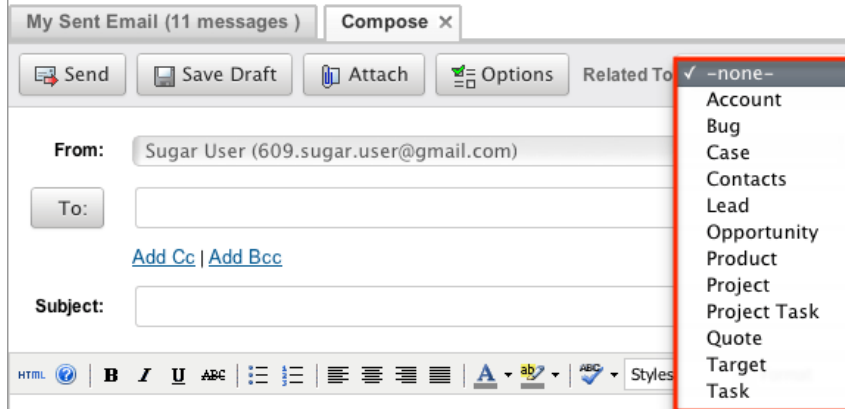 My Sent Email (11 messages ) Compose ×
Send Save Draft Attach Options Related To ✓ -none-
Account
Bug
Case
Contacts
Lead
Opportunity
Product
Project
Project Task
Quote
Target
Task
From: Sugar User (609.sugar.user@gmail.com)
To:
Add Cc | Add Bcc
Subject:
HTML ? B I U ABC A ab ABC Styles